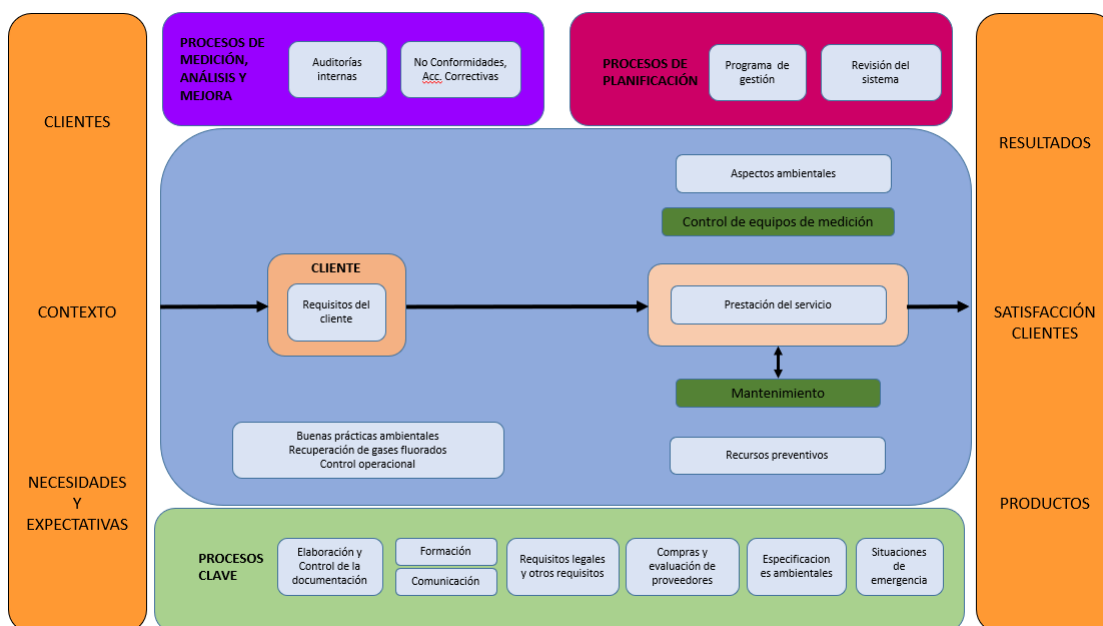 CLIENTES
CONTEXTO
NECESIDADES
Y
EXPECTATIVAS
PROCESOS DE
MEDICIÓN,
ANÁLISIS Y
MEJORA
Auditorías
internas
No Conformidades,
Acc. Correctivas
PROCESOS DE
PLANIFICACIÓN
Programa de
gestión
Revisión del
sistema
Aspectos ambientales
Control de equipos de medición
CLIENTE
Requisitos del
cliente
Prestación del servicio
Mantenimiento
Buenas prácticas ambientales
Recuperación de gases fluorados
Control operacional
Recursos preventivos
PROCESOS
CLAVE
Elaboración y
Control de la
documentación
Formación
Comunicación
Requisitos legales
y otros requisitos
Compras y
evaluación de
proveedores
Especificacion
es ambientales
Situaciones
de
emergencia
RESULTADOS
SATISFACCIÓN
CLIENTES
PRODUCTOS